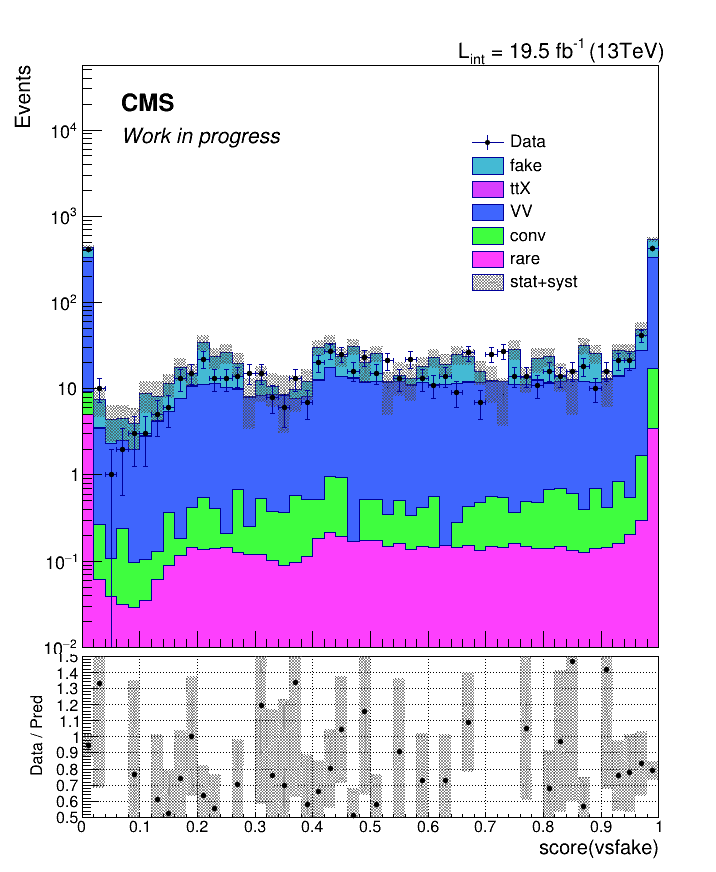 L_int = 19.5 fb^-1 (13TeV)
Events
CMS
Work in progress
Data
fake
ttX
VV
conv
rare
stat+syst
10^4
10^3
10^2
10
1
10^−1
10^−2
Data / Pred
1.5
1.4
1.3
1.2
1.1
1
0.9
0.8
0.7
0.6
0.5
0 0.1 0.2 0.3 0.4 0.5 0.6 0.7 0.8 0.9 1
score(vsfake)